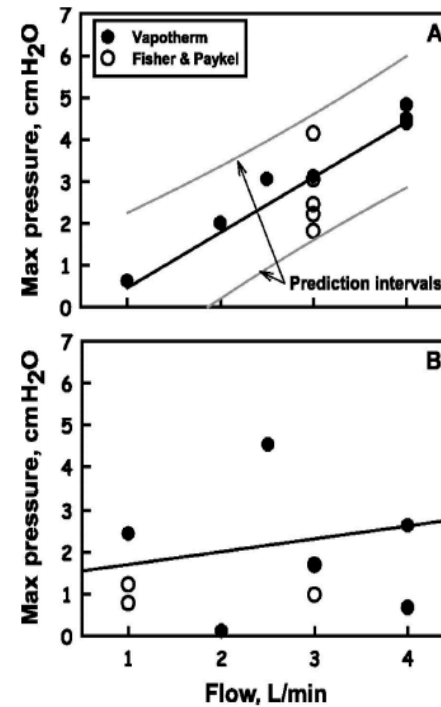 7
6
5
4
3
2
1
0
Max pressure, cmH2O
Vapotherm
Fisher & Paykel
A
Prediction intervals
7
6
5
4
3
2
1
0
Max pressure, cmH2O
B
1 2 3 4
Flow, L/min